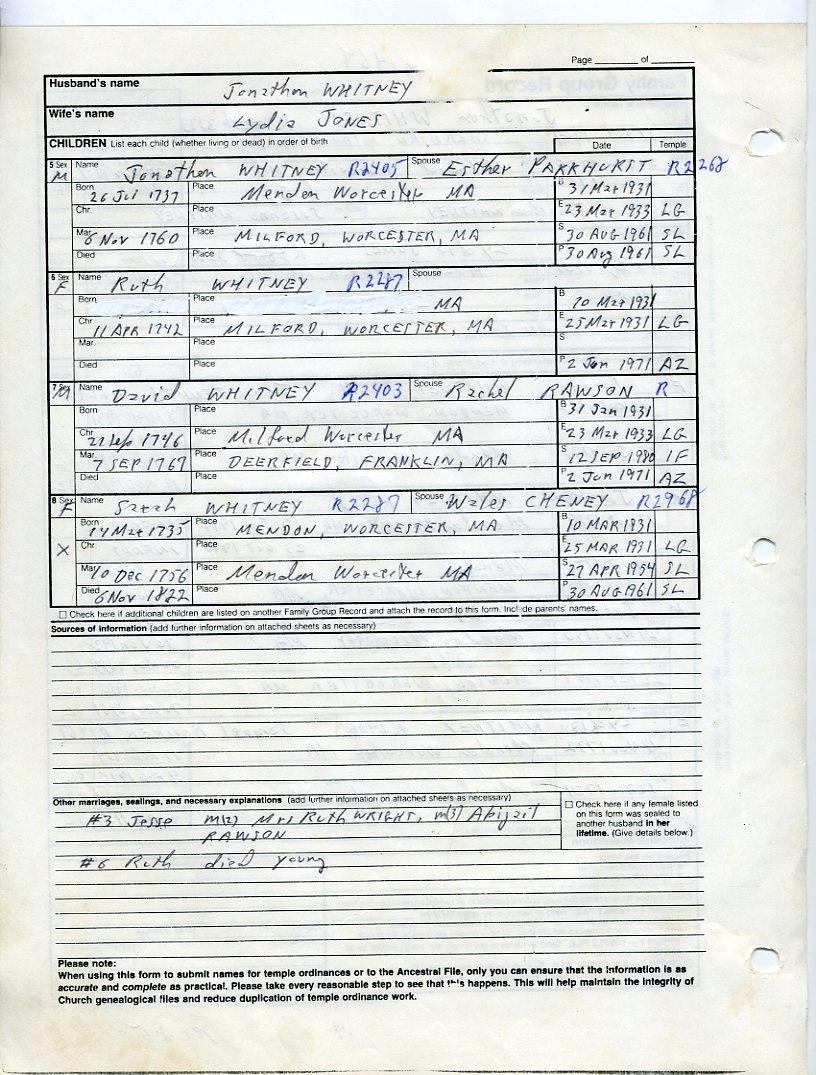 Page ______ of ______
Husband's name Jonathon WHITNEY
Wife's name Lydia JONES
CHILDREN List each child (whether living or dead) in order of birth Date Temple
5 Sex M Name Jonathon WHITNEY R2405 Spouse Esther PARKHURST R2268
Born 26 Jul 1737 Place Mendon Worcester MA B 31 Mar 1931
Chr. Place E 23 Mar 1933 LG
Mar. 6 Nov 1760 Place MILFORD, WORCESTER, MA S 30 AUG 1961 SL
Died Place P 30 Aug 1961 SL
6 Sex F Name Ruth WHITNEY R2287 Spouse
Born Place MA B 10 Mar 1931
Chr. 11 APR 1742 Place MILFORD, WORCESTER, MA E 25 Mar 1931 LG
Mar. Place S
Died Place P 2 Jun 1971 AZ
7 Sex M Name David WHITNEY R2403 Spouse Rachel RAWSON R
Born Place B 31 Jan 1931
Chr. 21 Sep 1746 Place Milford Worcester MA E 23 Mar 1933 LG
Mar. 7 SEP 1767 Place DEERFIELD, FRANKLIN, MA S 12 SEP 1980 IF
Died Place P 2 Jun 1971 AZ
8 Sex F Name Sarah WHITNEY R2287 Spouse Wales CHENEY R2968
Born 14 Mar 1735 Place MENDON, WORCESTER, MA B 10 MAR 1931
X Chr. Place E 25 MAR 1931 LG
Mar. 10 Dec 1756 Place Mendon Worcester MA S 27 APR 1954 SL
Died 6 Nov 1822 Place P 30 AUG 1961 SL
☐ Check here if additional children are listed on another Family Group Record and attach the record to this form. Include parents' names.
Sources of information (add further information on attached sheets as necessary)
Other marriages, sealings, and necessary explanations (add further information on attached sheets as necessary)
#3 Jesse m(2) Mrs Ruth WRIGHT, m(3) Abigail
RAWSON
#6 Ruth died young
☐ Check here if any female listed
on this form was sealed to
another husband in her
lifetime. (Give details below.)
Please note:
When using this form to submit names for temple ordinances or to the Ancestral File, only you can ensure that the information is as
accurate and complete as practical. Please take every reasonable step to see that this happens. This will help maintain the integrity of
Church genealogical files and reduce duplication of temple ordinance work.